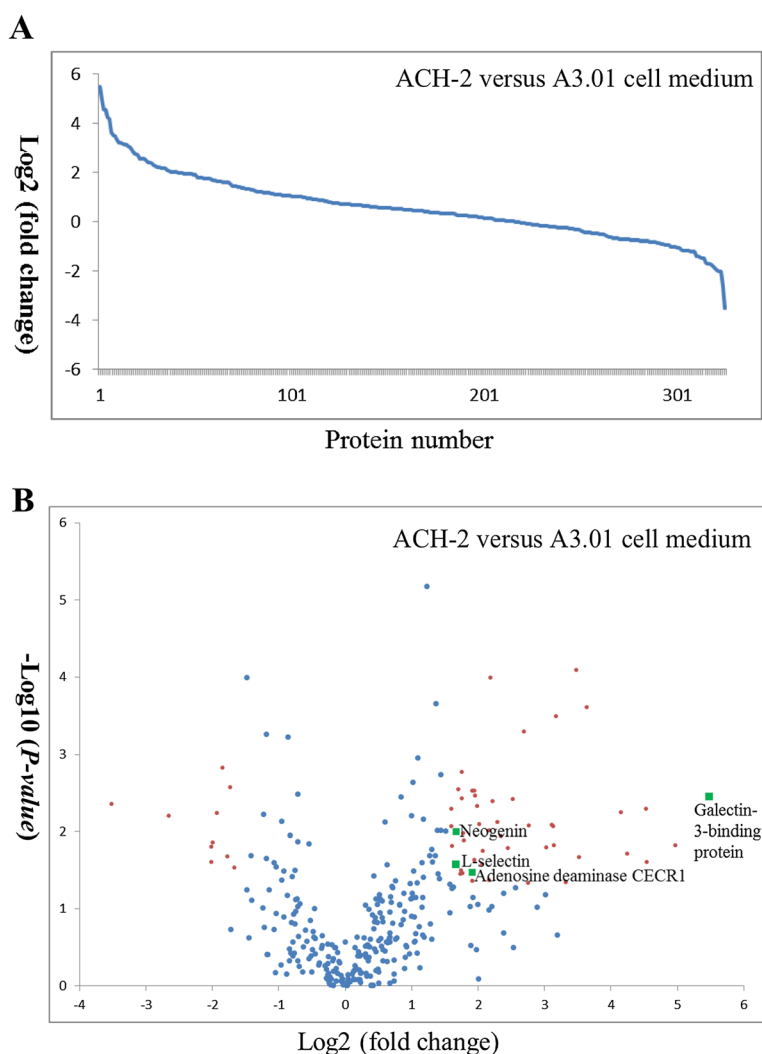 A
ACH-2 versus A3.01 cell medium
Log2 (fold change)
6
4
2
0
-2
-4
-6
1
101
201
301
Protein number
B
ACH-2 versus A3.01 cell medium
-Log10 (P-value)
6
5
4
3
2
1
0
Galectin-
3-binding
protein
Neogenin
L-selectin
Adenosine deaminase CECR1
-4
-3
-2
-1
0
1
2
3
4
5
6
Log2 (fold change)